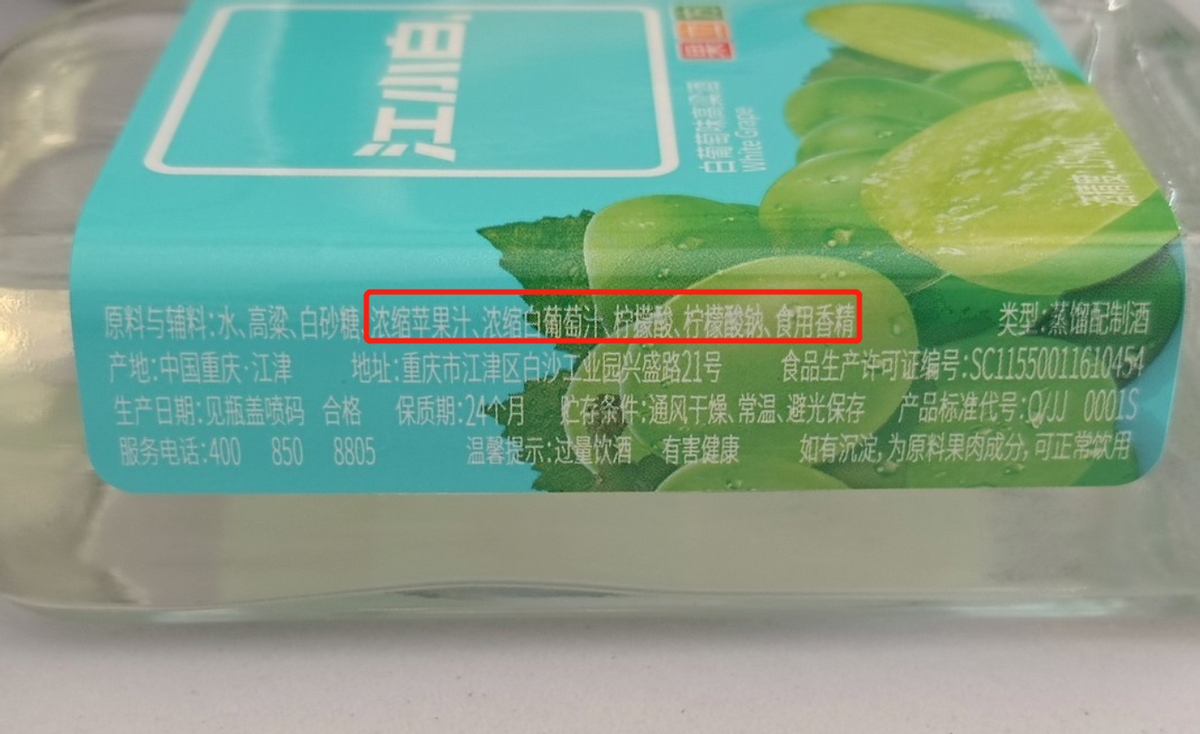 江小白
果立方
白葡萄味高粱酒
White Grape
原料与辅料:水、高粱、白砂糖、浓缩苹果汁、浓缩白葡萄汁、柠檬酸、柠檬酸钠、食用香精
类型:蒸馏配制酒
产地:中国重庆·江津 地址:重庆市江津区白沙工业园兴盛路21号 食品生产许可证编号:SC11550011610454
生产日期:见瓶盖喷码 合格 保质期:24个月 贮存条件:通风干燥、常温、避光保存 产品标准代号:Q/JJ 0001S
服务电话:400 850 8805 温馨提示:过量饮酒 有害健康 如有沉淀,为原料果肉成分,可正常饮用